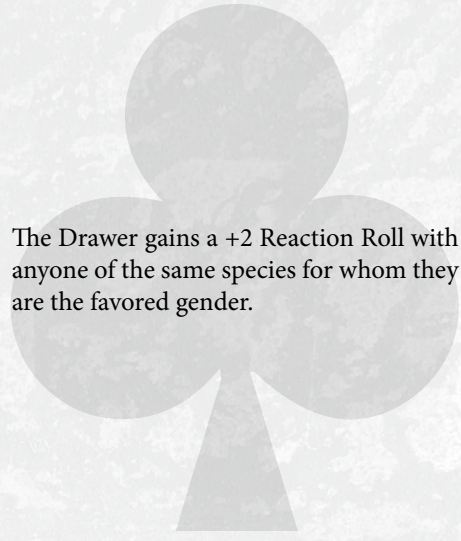 The Drawer gains a +2 Reaction Roll with
anyone of the same species for whom they
are the favored gender.